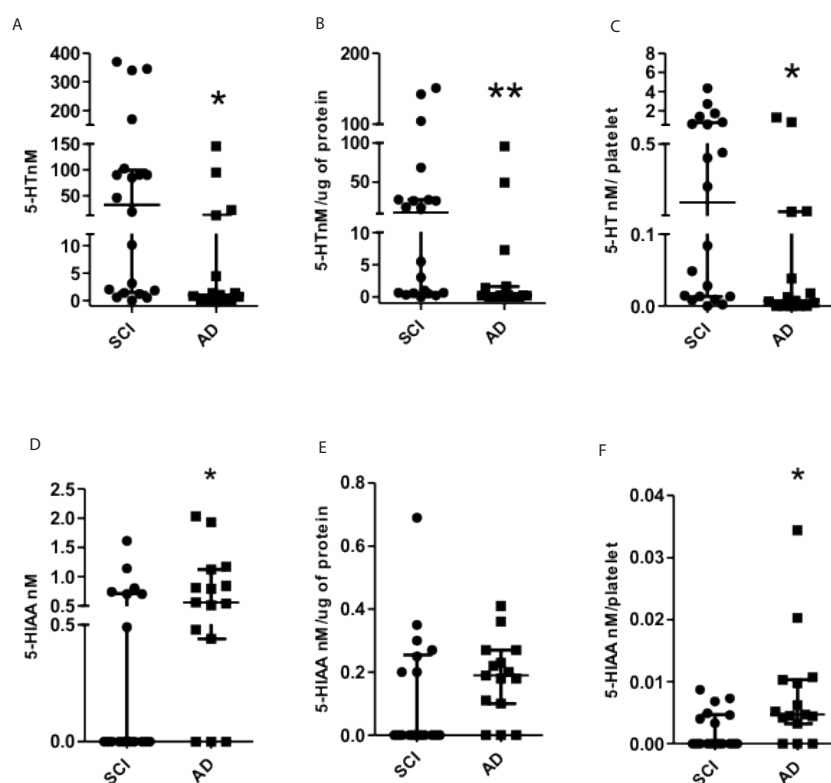 A
5-HTnM
400
300
200
100
150
100
50
10
5
0
*
SCI
AD
B
5-HTnM/ug of protein
200
100
100
50
10
5
0
**
SCI
AD
C
5-HT nM/ platelet
8
6
4
2
0.5
0.1
0.0
*
SCI
AD
D
5-HIAA nM
2.5
2.0
1.5
1.0
0.5
0.5
0.0
*
SCI
AD
E
5-HIAA nM/ug of protein
0.8
0.6
0.4
0.2
0.0
SCI
AD
F
5-HIAA nM/platelet
0.04
0.03
0.02
0.01
0.00
*
SCI
AD